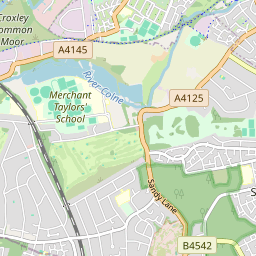 Croxley
Common
Moor
A4145
River Colne
A4125
Merchant
Taylors'
School
Sandy Lane
B4542